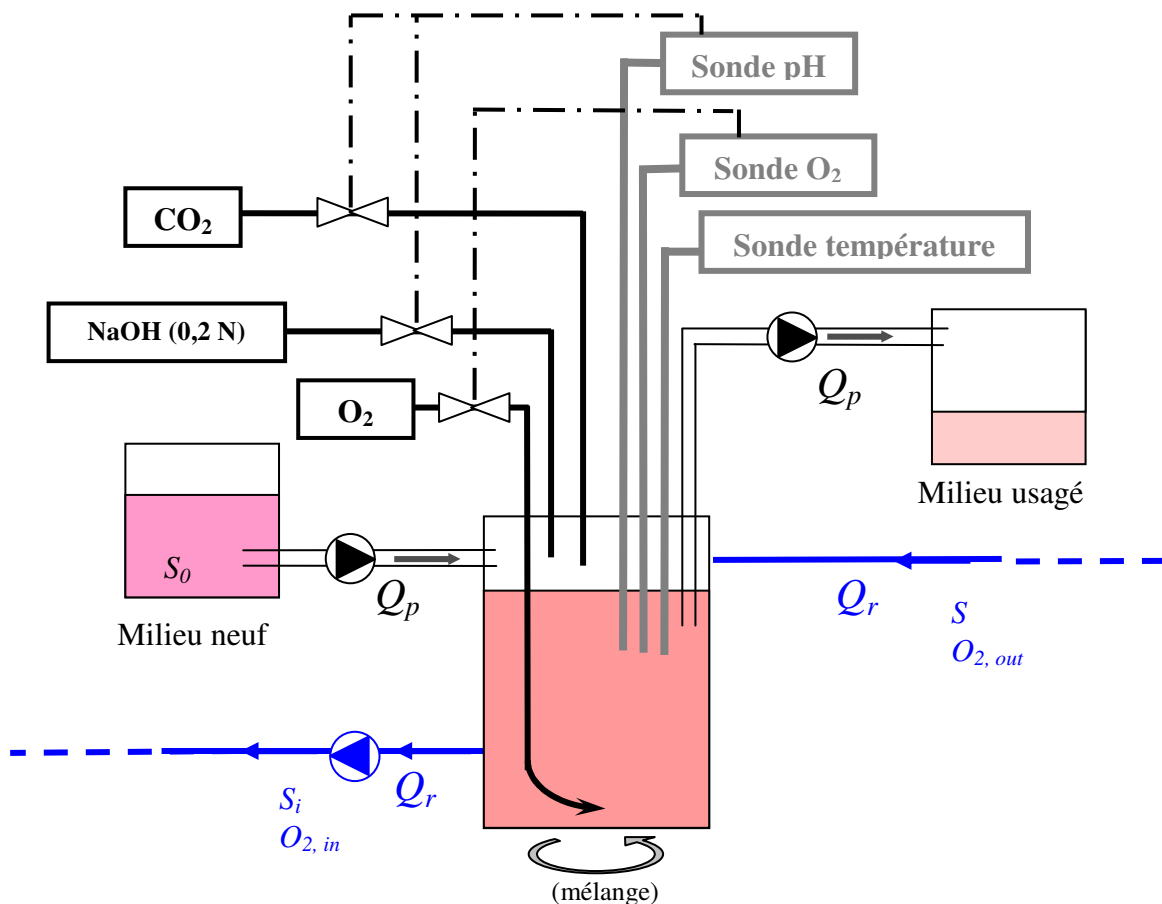 Sonde pH
Sonde O₂
CO₂
Sonde température
NaOH (0,2 N)
Qp
O₂
Milieu usagé
S0
Qp
Qr
S
O2, out
Milieu neuf
Qr
Si
O2, in
(mélange)